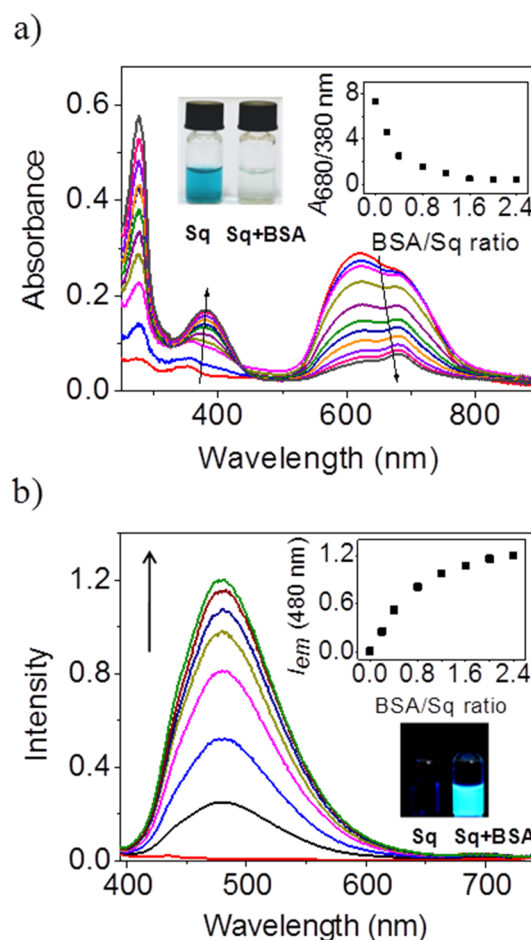 a)
Absorbance
0.6
0.4
0.2
0.0
Sq Sq+BSA
A680/380 nm
8
4
0
0.0 0.8 1.6 2.4
BSA/Sq ratio
400 600 800
Wavelength (nm)
b)
Intensity
1.2
0.8
0.4
0.0
Iem (480 nm)
1.2
0.6
0.0
0.0 0.8 1.6 2.4
BSA/Sq ratio
Sq Sq+BSA
400 500 600 700
Wavelength (nm)